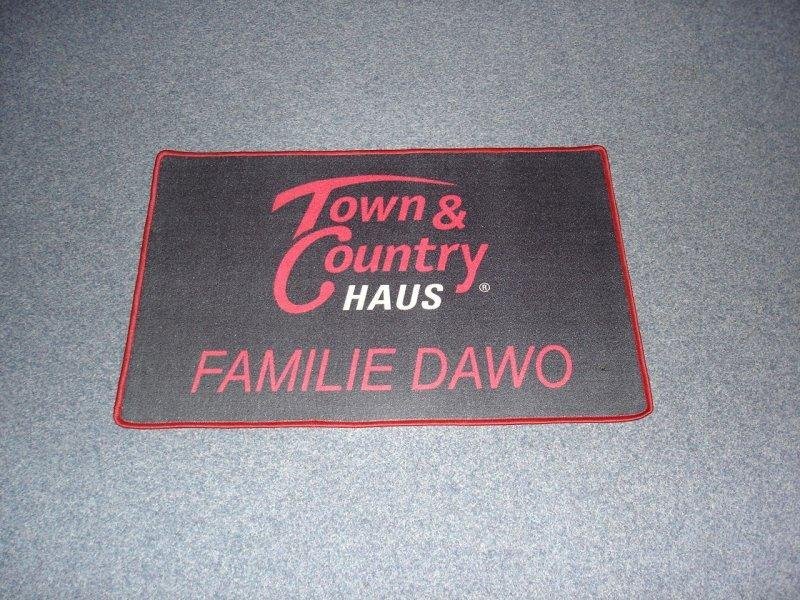 Town &
Country
HAUS ®
FAMILIE DAWO